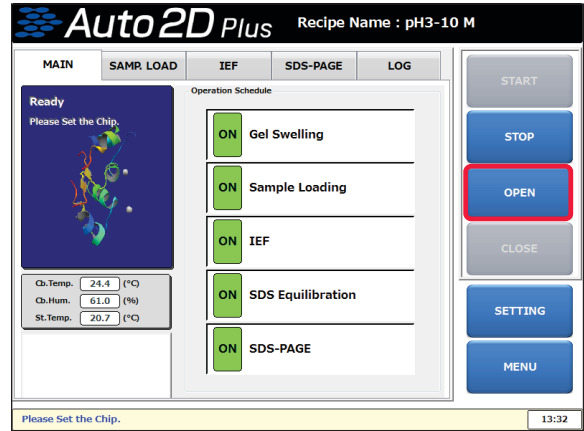 Auto2D Plus Recipe Name : pH3-10 M
MAIN SAMP. LOAD IEF SDS-PAGE LOG
Ready
Please Set the Chip.
Operation Schedule
ON Gel Swelling
ON Sample Loading
ON IEF
ON SDS Equilibration
ON SDS-PAGE
Cb.Temp. 24.4 (°C)
Cb.Hum. 61.0 (%)
St.Temp. 20.7 (°C)
START
STOP
OPEN
CLOSE
SETTING
MENU
Please Set the Chip. 13:32